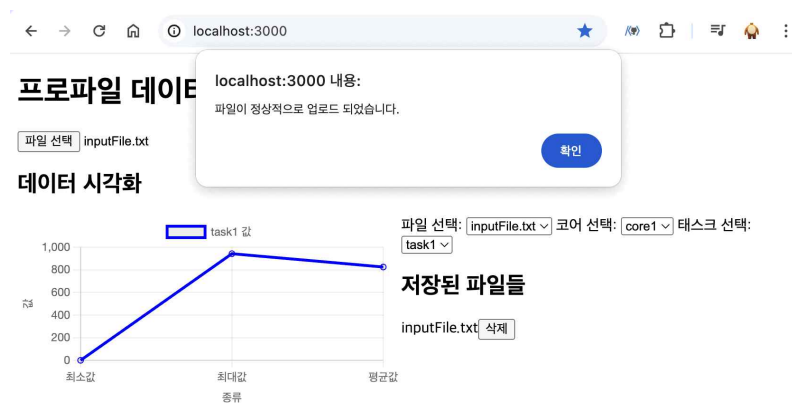 localhost:3000
localhost:3000 내용:
파일이 정상적으로 업로드 되었습니다.
확인
프로파일 데이터
파일 선택 inputFile.txt
데이터 시각화
task1 값
1,000
800
600
400
200
0
값
최소값 최대값 평균값
종류
파일 선택: inputFile.txt 코어 선택: core1 태스크 선택:
task1
저장된 파일들
inputFile.txt 삭제